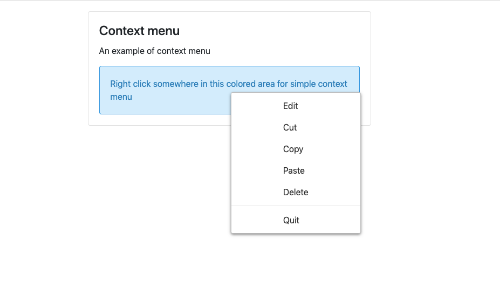 Context menu
An example of context menu
Right click somewhere in this colored area for simple context
menu
Edit
Cut
Copy
Paste
Delete
Quit